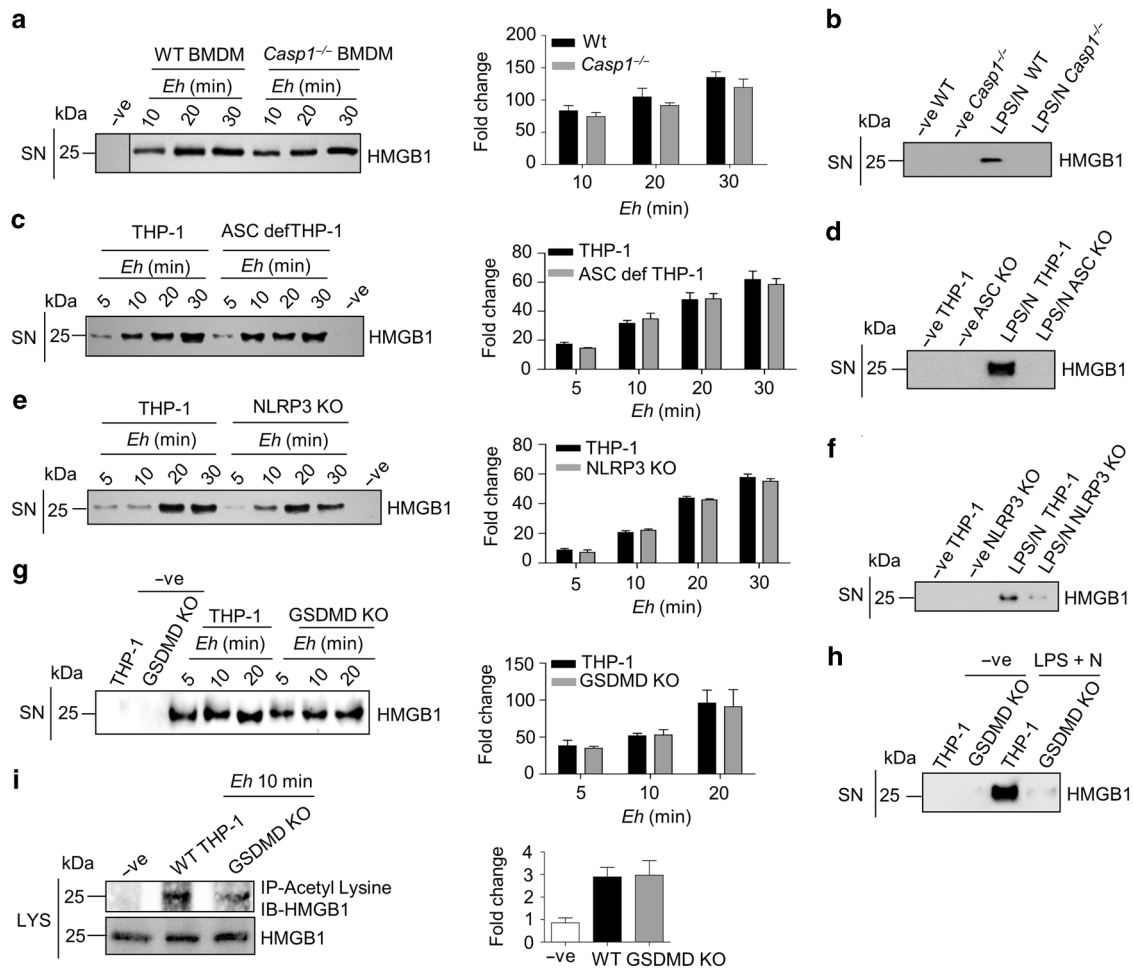 a
WT BMDM Casp1–/– BMDM
Eh (min) Eh (min)
kDa –ve 10 20 30 10 20 30
SN 25 HMGB1
200
150
100
50
0
Fold change
Wt
Casp1–/–
10 20 30
Eh (min)
b
kDa –ve WT –ve Casp1–/– LPS/N WT LPS/N Casp1–/–
SN 25 HMGB1
c
THP-1 ASC defTHP-1
Eh (min) Eh (min)
kDa 5 10 20 30 5 10 20 30 –ve
SN 25 HMGB1
80
60
40
20
0
Fold change
THP-1
ASC def THP-1
5 10 20 30
Eh (min)
d
kDa –ve THP-1 –ve ASC KO LPS/N THP-1 LPS/N ASC KO
SN 25 HMGB1
e
THP-1 NLRP3 KO
Eh (min) Eh (min)
kDa 5 10 20 30 5 10 20 30 –ve
SN 25 HMGB1
80
60
40
20
0
Fold change
THP-1
NLRP3 KO
5 10 20 30
Eh (min)
f
kDa –ve THP-1 –ve NLRP3 KO LPS/N THP-1 LPS/N NLRP3 KO
SN 25 HMGB1
g
–ve
THP-1 GSDMD KO
Eh (min) Eh (min)
kDa THP-1 GSDMD KO 5 10 20 5 10 20
SN 25 HMGB1
150
100
50
0
Fold change
THP-1
GSDMD KO
5 10 20
Eh (min)
h
–ve LPS + N
kDa THP-1 GSDMD KO THP-1 GSDMD KO
SN 25 HMGB1
i
Eh 10 min
kDa –ve WT THP-1 GSDMD KO
25 IP-Acetyl Lysine
IB-HMGB1
LYS
25 HMGB1
4
3
2
1
0
Fold change
–ve WT GSDMD KO